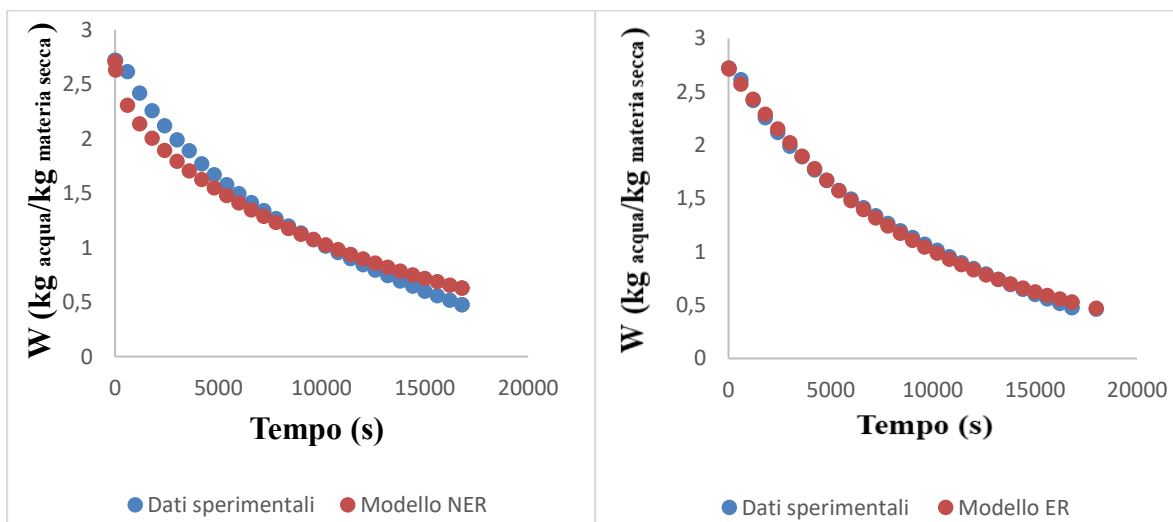 W (kg acqua/kg materia secca)
3
2,5
2
1,5
1
0,5
0
0 5000 10000 15000 20000
Tempo (s)
Dati sperimentali Modello NER
W (kg acqua/kg materia secca)
3
2,5
2
1,5
1
0,5
0
0 5000 10000 15000 20000
Tempo (s)
Dati sperimentali Modello ER